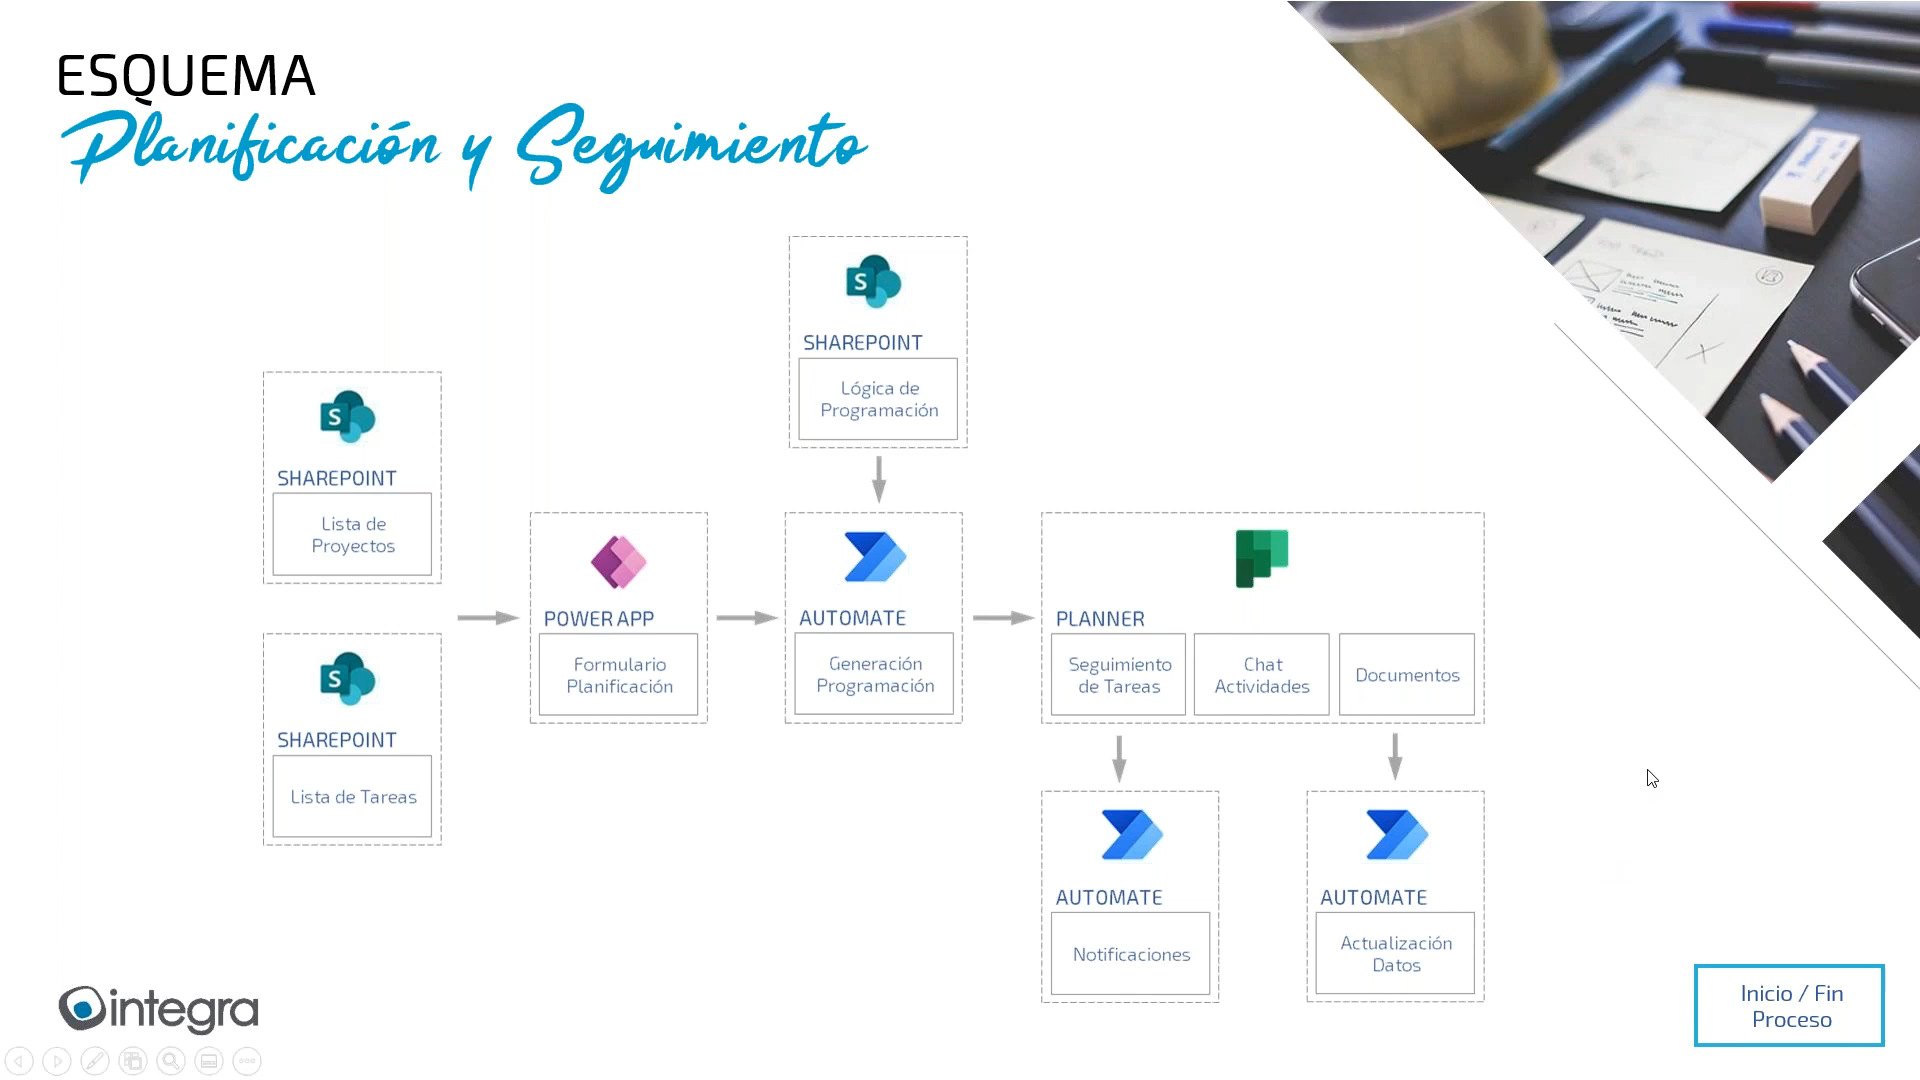 ESQUEMA
Planificación y Seguimiento
SHAREPOINT
Lógica de
Programación
SHAREPOINT
Lista de
Proyectos
SHAREPOINT
Lista de Tareas
POWER APP
Formulario
Planificación
AUTOMATE
Generación
Programación
PLANNER
Seguimiento
de Tareas
Chat
Actividades
Documentos
AUTOMATE
Notificaciones
AUTOMATE
Actualización
Datos
integra
Inicio / Fin
Proceso